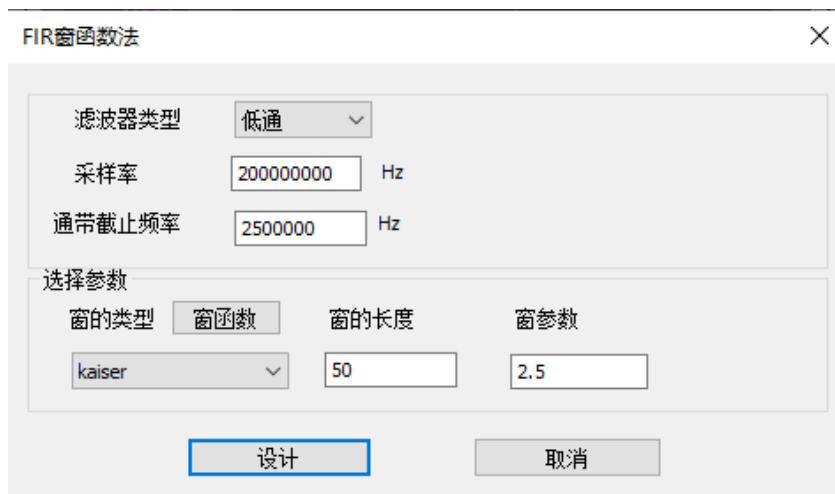 FIR窗函数法
滤波器类型 低通
采样率 200000000 Hz
通带截止频率 2500000 Hz
选择参数
窗的类型 窗函数 窗的长度 窗参数
kaiser 50 2.5
设计 取消